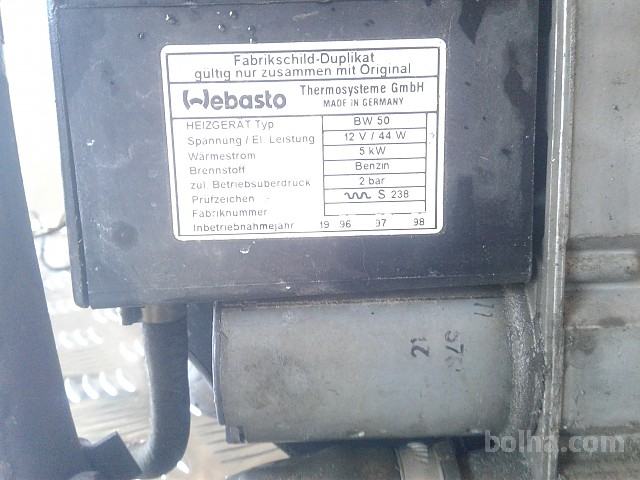 Fabrikschild-Duplikat
gültig nur zusammen mit Original
Webasto Thermosysteme GmbH
MADE IN GERMANY
HEIZGERÄT Typ BW 50
Spannung / El. Leistung 12 V / 44 W
Wärmestrom 5 kW
Brennstoff Benzin
zul. Betriebsüberdruck 2 bar
Prüfzeichen S 238
Fabriknummer
Inbetriebnahmejahr 19 96 97 98
21
bolha.com